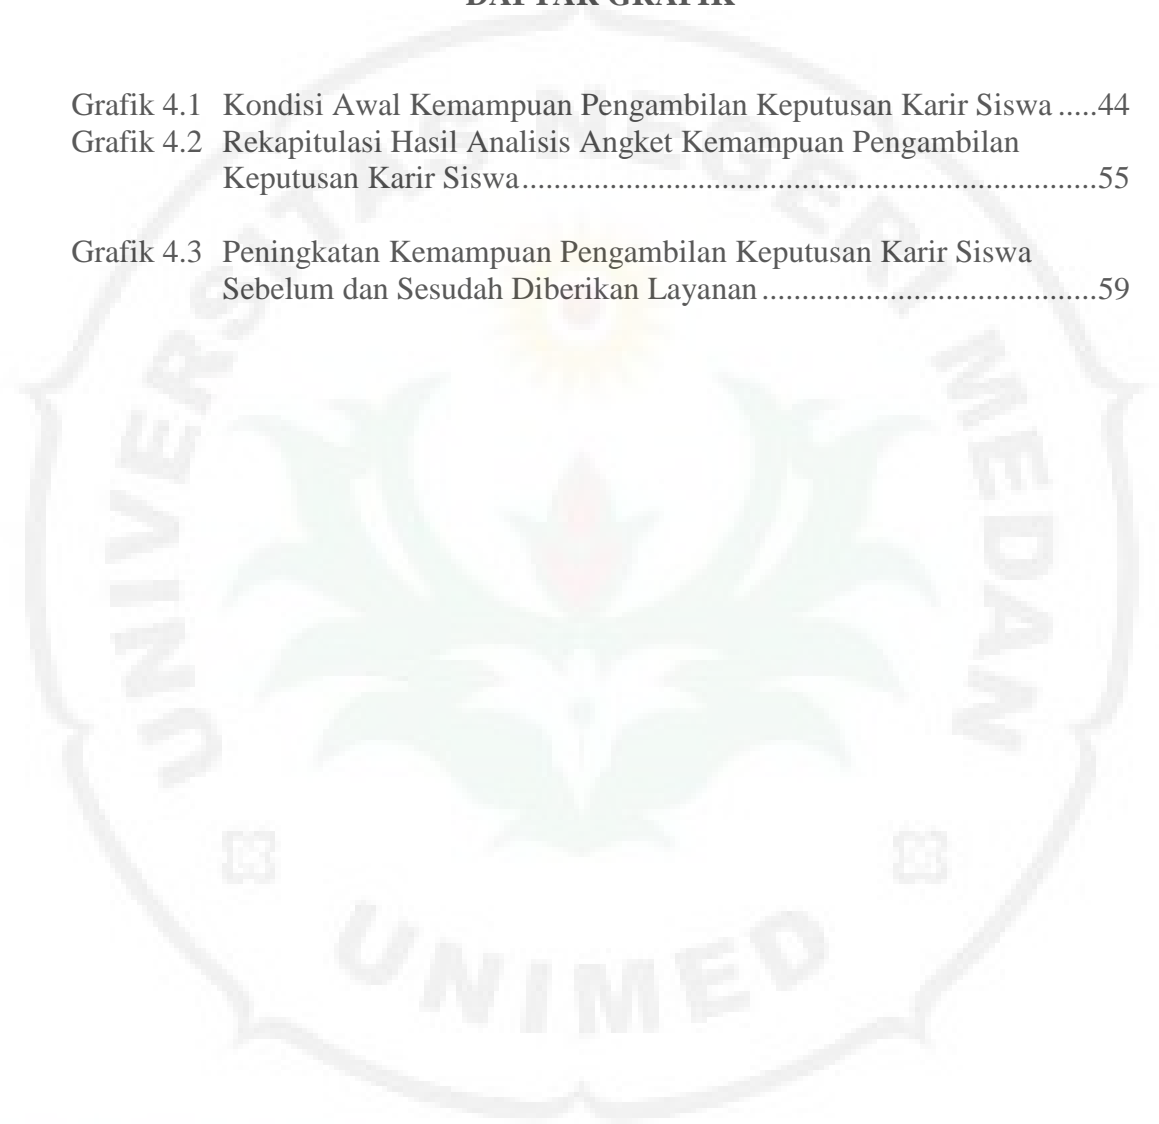 DAFTAR GRAFIK
Grafik 4.1 Kondisi Awal Kemampuan Pengambilan Keputusan Karir Siswa .....44
Grafik 4.2 Rekapitulasi Hasil Analisis Angket Kemampuan Pengambilan
Keputusan Karir Siswa........................................................................55
Grafik 4.3 Peningkatan Kemampuan Pengambilan Keputusan Karir Siswa
Sebelum dan Sesudah Diberikan Layanan ..........................................59
UNIVERSITAS NEGERI MEDAN
UNIMED